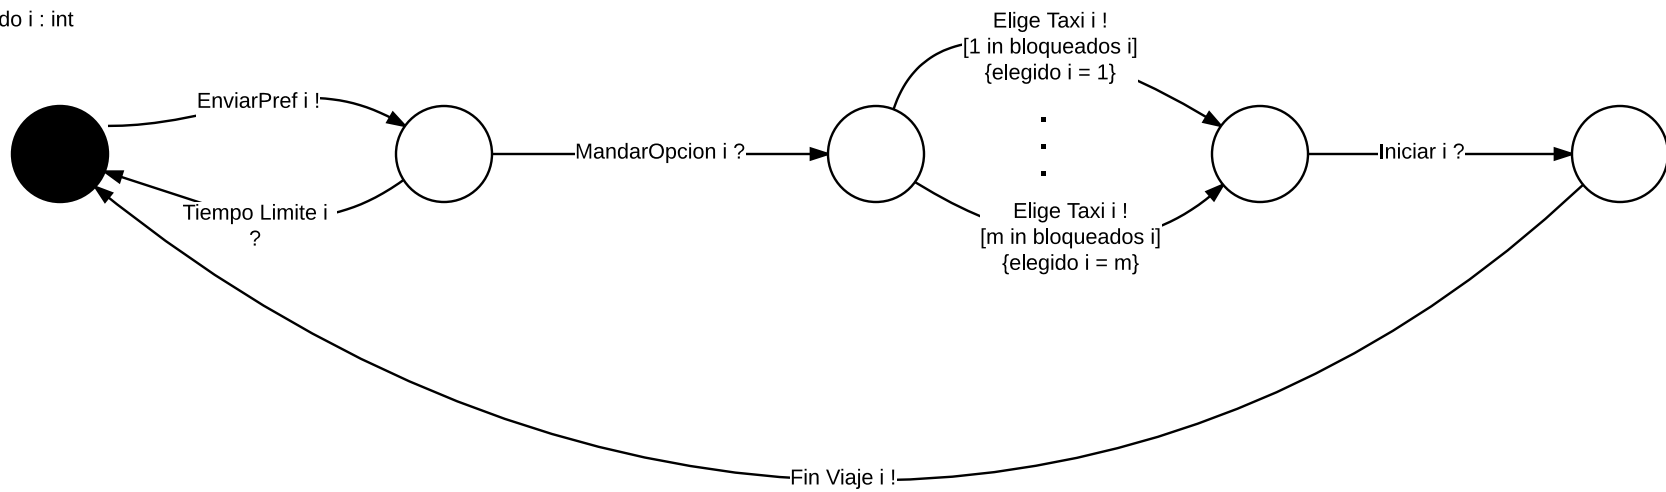 do i : int
Elige Taxi i !
[1 in bloqueados i]
{elegido i = 1}
EnviarPref i !
MandarOpcion i ?
Iniciar i ?
Tiempo Limite i
?
Elige Taxi i !
[m in bloqueados i]
{elegido i = m}
Fin Viaje i !